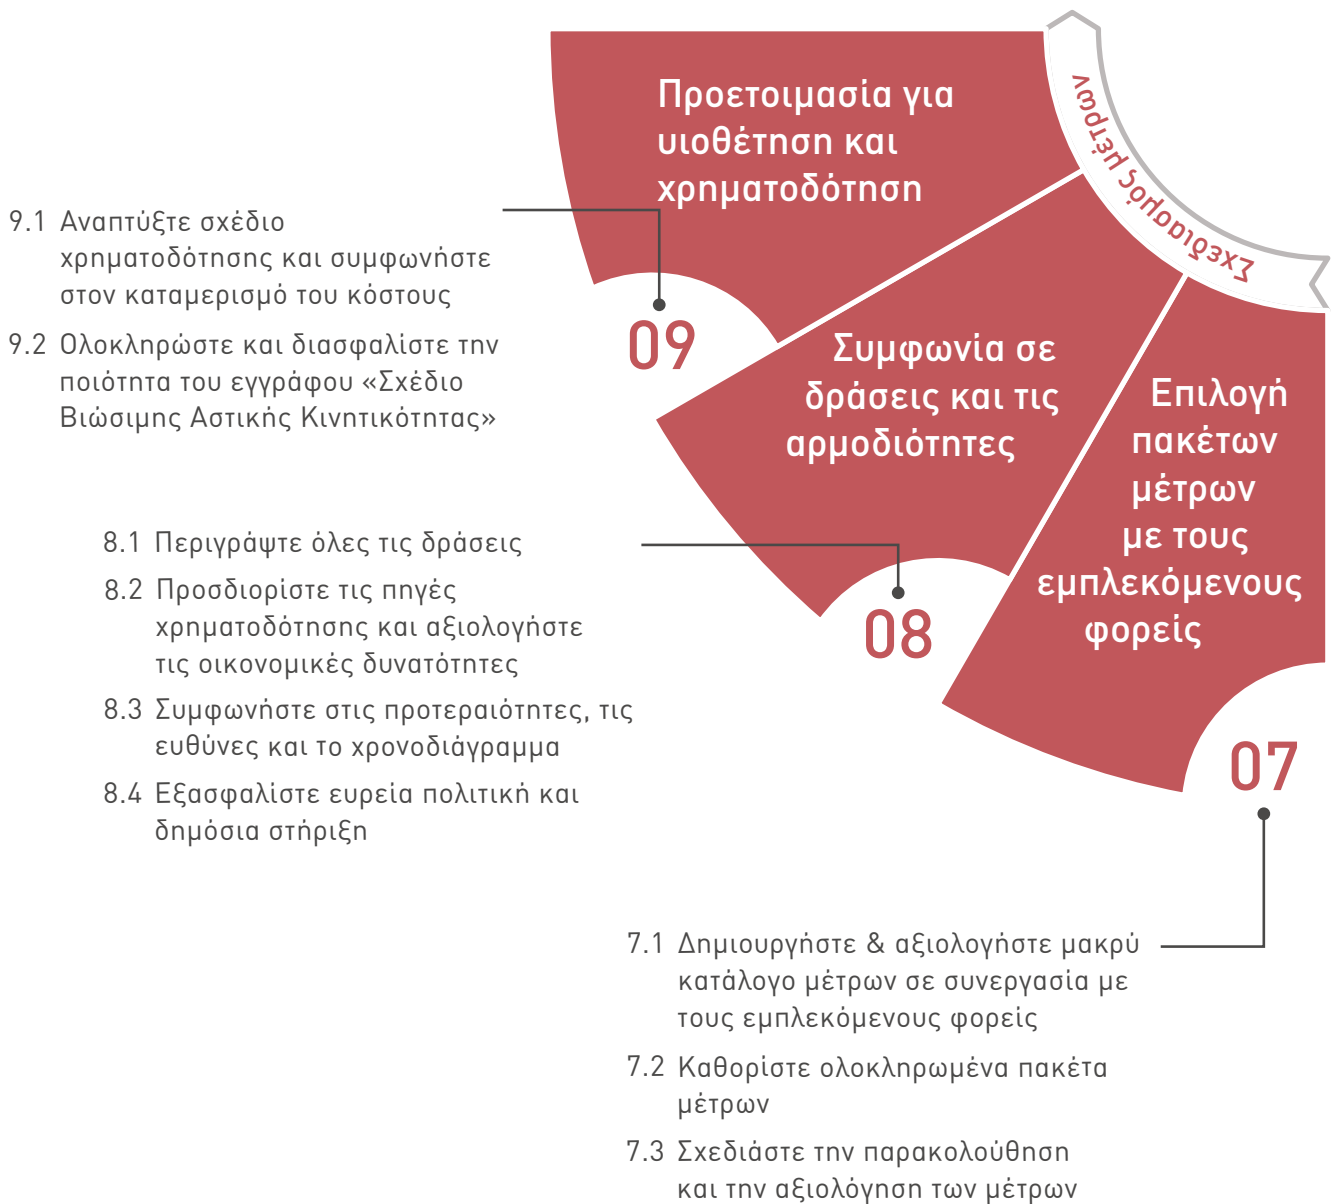 Σχεδιασμός μέτρων
Προετοιμασία για
υιοθέτηση και
χρηματοδότηση
09
9.1 Αναπτύξτε σχέδιο
χρηματοδότησης και συμφωνήστε
στον καταμερισμό του κόστους
9.2 Ολοκληρώστε και διασφαλίστε την
ποιότητα του εγγράφου «Σχέδιο
Βιώσιμης Αστικής Κινητικότητας»
Συμφωνία σε
δράσεις και τις
αρμοδιότητες
08
8.1 Περιγράψτε όλες τις δράσεις
8.2 Προσδιορίστε τις πηγές
χρηματοδότησης και αξιολογήστε
τις οικονομικές δυνατότητες
8.3 Συμφωνήστε στις προτεραιότητες, τις
ευθύνες και το χρονοδιάγραμμα
8.4 Εξασφαλίστε ευρεία πολιτική και
δημόσια στήριξη
Επιλογή
πακέτων
μέτρων
με τους
εμπλεκόμενους
φορείς
07
7.1 Δημιουργήστε & αξιολογήστε μακρύ
κατάλογο μέτρων σε συνεργασία με
τους εμπλεκόμενους φορείς
7.2 Καθορίστε ολοκληρωμένα πακέτα
μέτρων
7.3 Σχεδιάστε την παρακολούθηση
και την αξιολόγηση των μέτρων